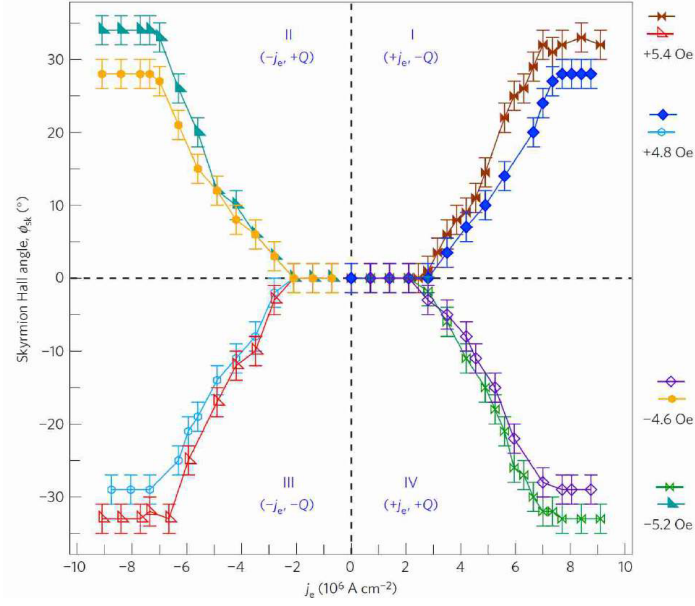 II
(−jₑ, +Q)
I
(+jₑ, −Q)
+5.4 Oe
+4.8 Oe
−4.6 Oe
−5.2 Oe
III
(−jₑ, −Q)
IV
(+jₑ, +Q)
Skyrmion Hall angle, ϕsk (°)
30
20
10
0
−10
−20
−30
−10 −8 −6 −4 −2 0 2 4 6 8 10
jₑ (10⁶ A cm⁻²)